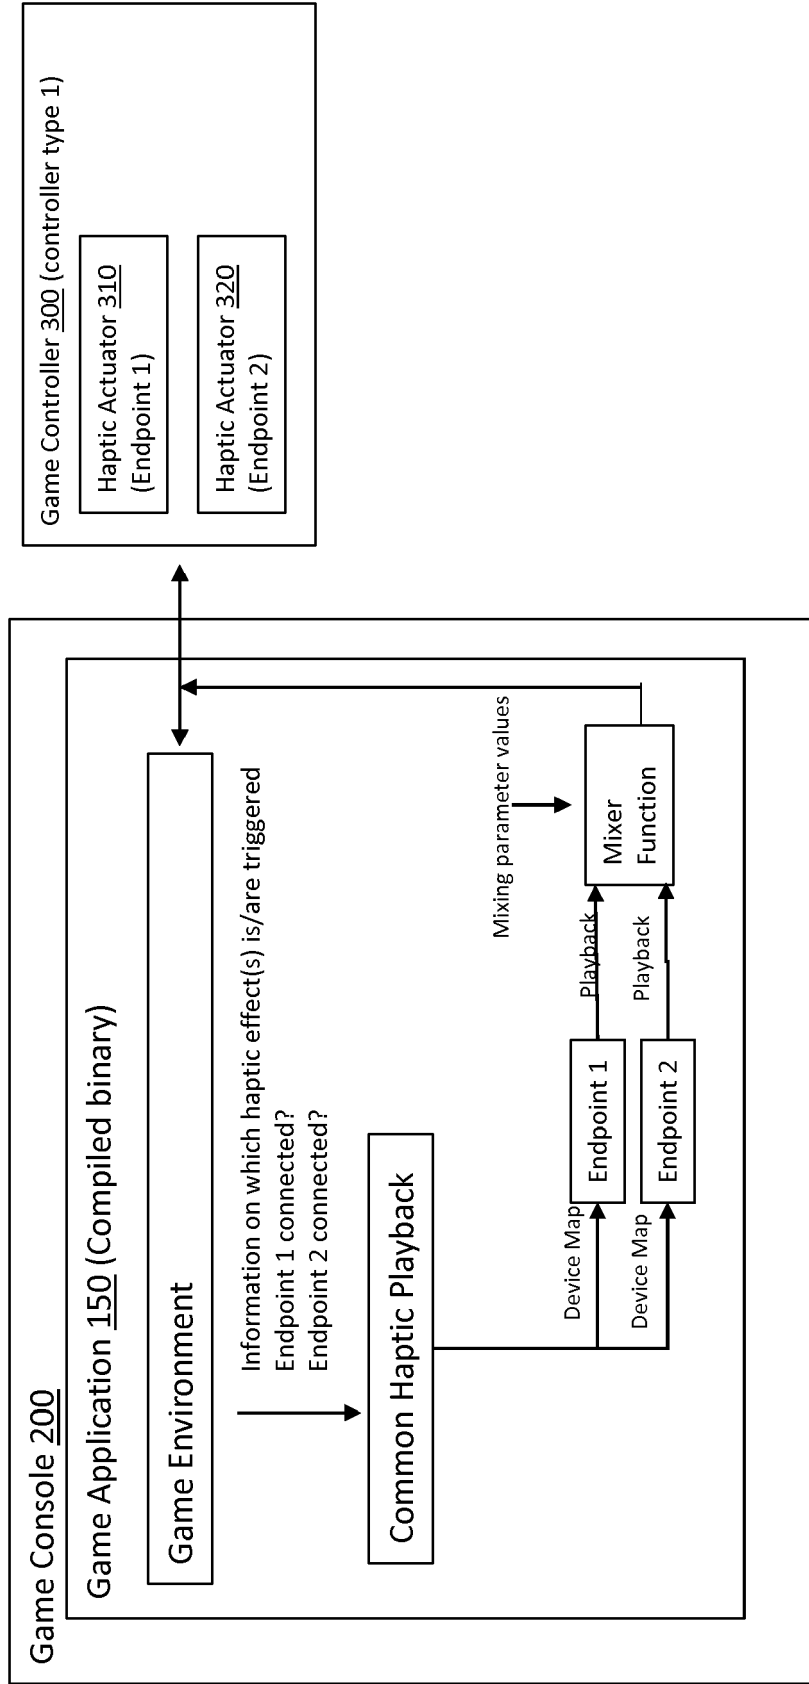 Game Console 200
Game Application 150 (Compiled binary)
Game Environment
Information on which haptic effect(s) is/are triggered
Endpoint 1 connected?
Endpoint 2 connected?
Common Haptic Playback
Device Map
Device Map
Endpoint 1
Endpoint 2
Playback
Playback
Mixing parameter values
Mixer
Function
Game Controller 300 (controller type 1)
Haptic Actuator 310
(Endpoint 1)
Haptic Actuator 320
(Endpoint 2)